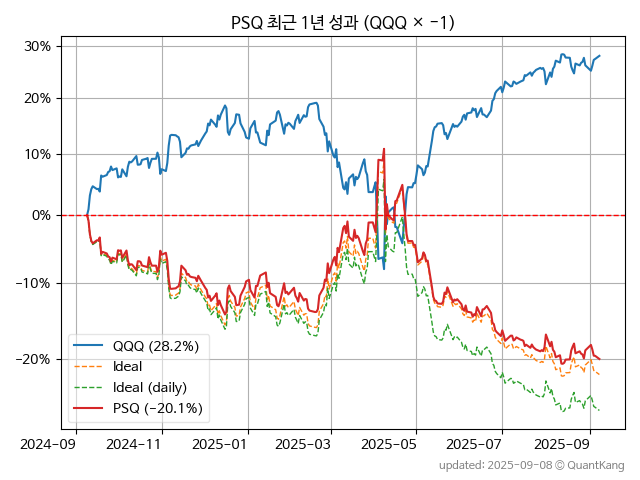 PSQ 최근 1년 성과 (QQQ × −1)
30%
20%
10%
0%
−10%
−20%
QQQ (28.2%)
Ideal
Ideal (daily)
PSQ (−20.1%)
2024-09
2024-11
2025-01
2025-03
2025-05
2025-07
2025-09
updated: 2025-09-08 © QuantKang